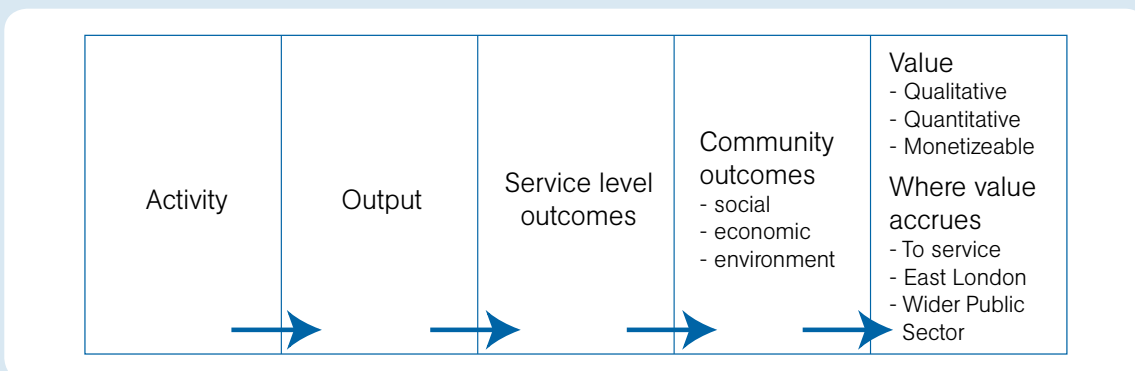 Activity
Output
Service level
outcomes
Community
outcomes
- social
- economic
- environment
Value
- Qualitative
- Quantitative
- Monetizeable
Where value
accrues
- To service
- East London
- Wider Public
Sector